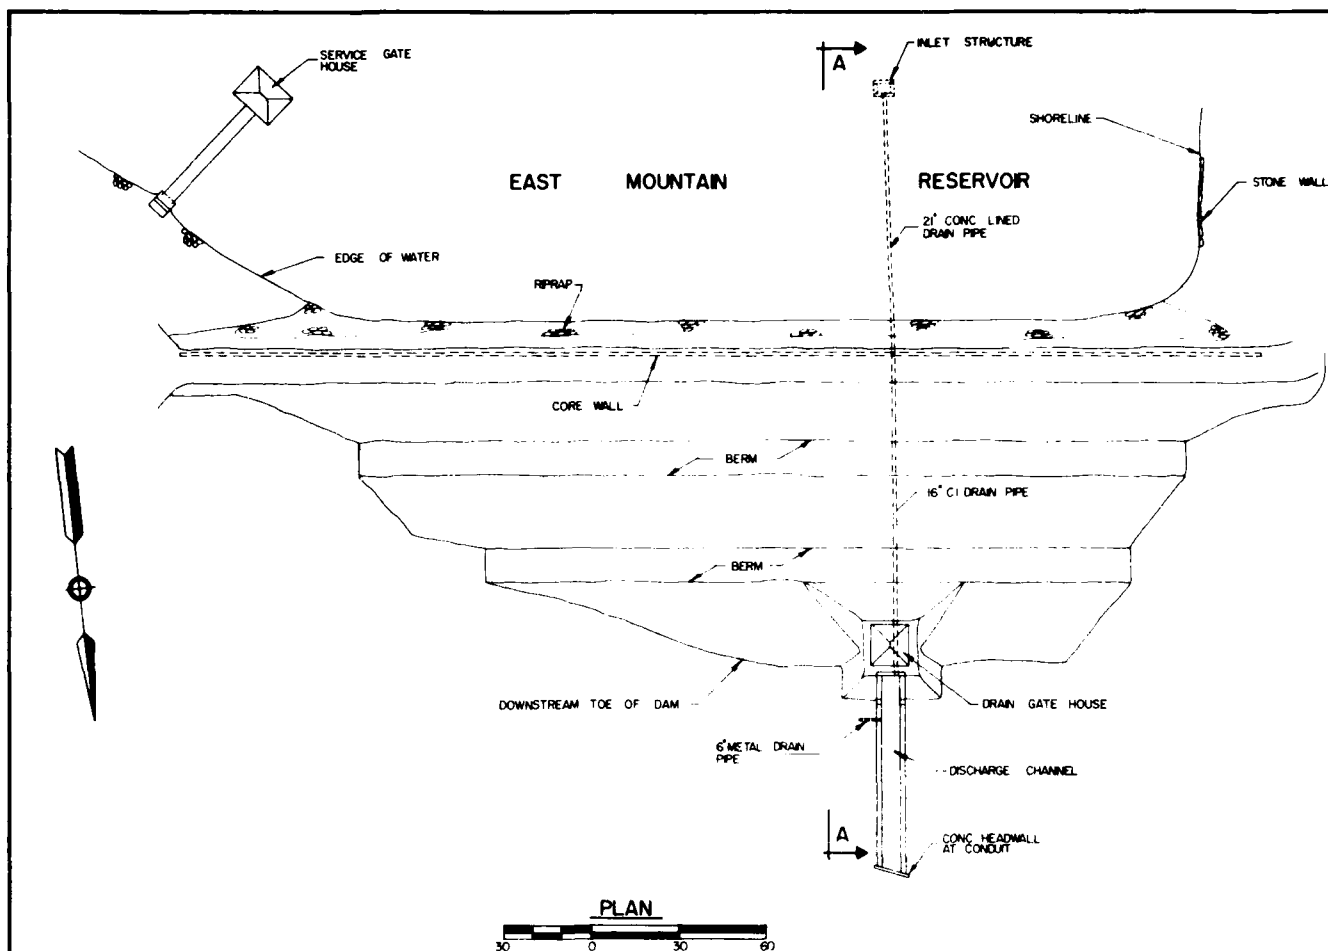 SERVICE GATE
HOUSE
A
INLET STRUCTURE
SHORELINE
EAST MOUNTAIN RESERVOIR
STONE WALL
21" CONC LINED
DRAIN PIPE
EDGE OF WATER
RIPRAP
CORE WALL
BERM
16" CI DRAIN PIPE
BERM
DOWNSTREAM TOE OF DAM
DRAIN GATE HOUSE
6" METAL DRAIN
PIPE
DISCHARGE CHANNEL
A
CONC HEADWALL
AT CONDUIT
PLAN
30 0 30 60